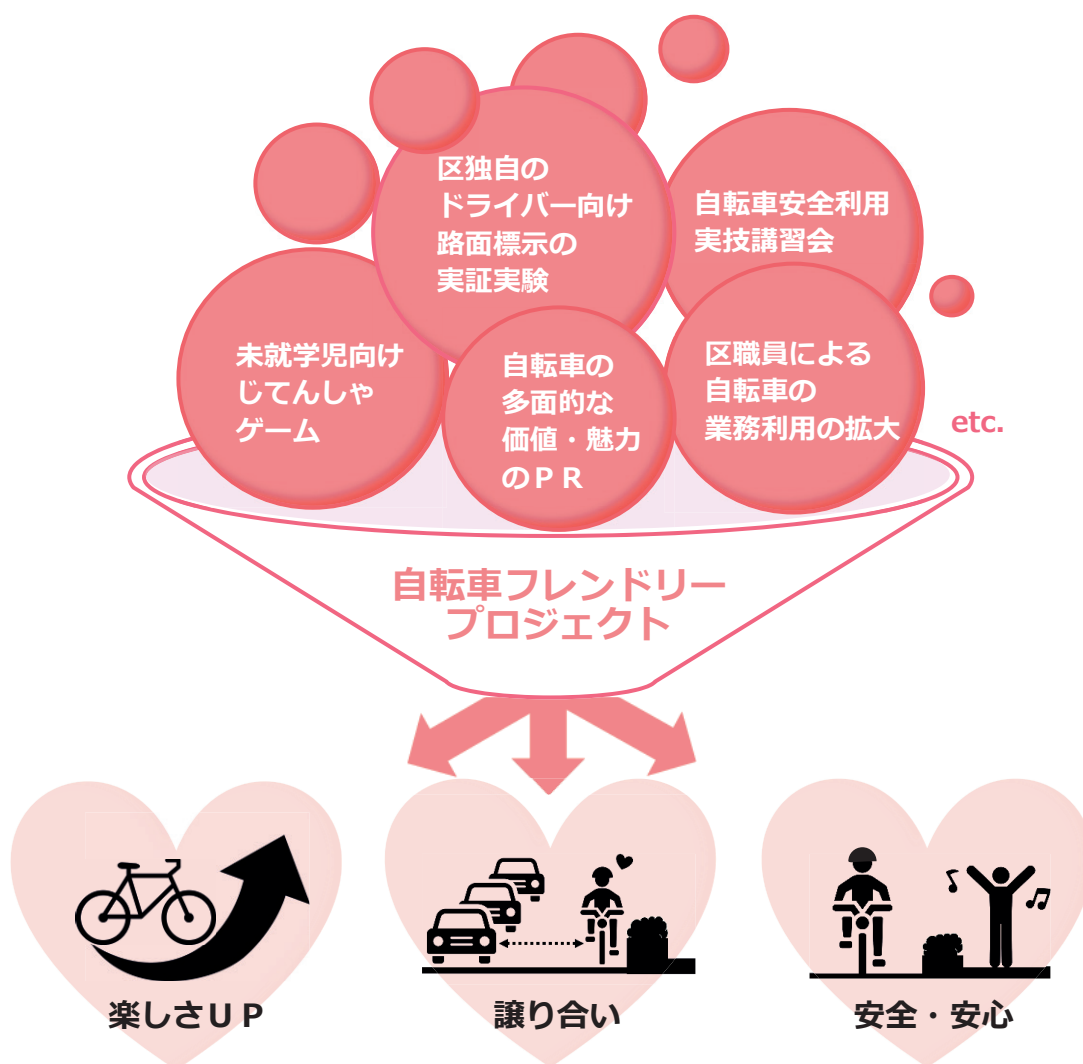 区独自の
ドライバー向け
路面標示の
実証実験
自転車安全利用
実技講習会
未就学児向け
じてんしゃ
ゲーム
自転車の
多面的な
価値・魅力
のＰＲ
区職員による
自転車の
業務利用の拡大
etc.
自転車フレンドリー
プロジェクト
楽しさＵＰ
譲り合い
安全・安心